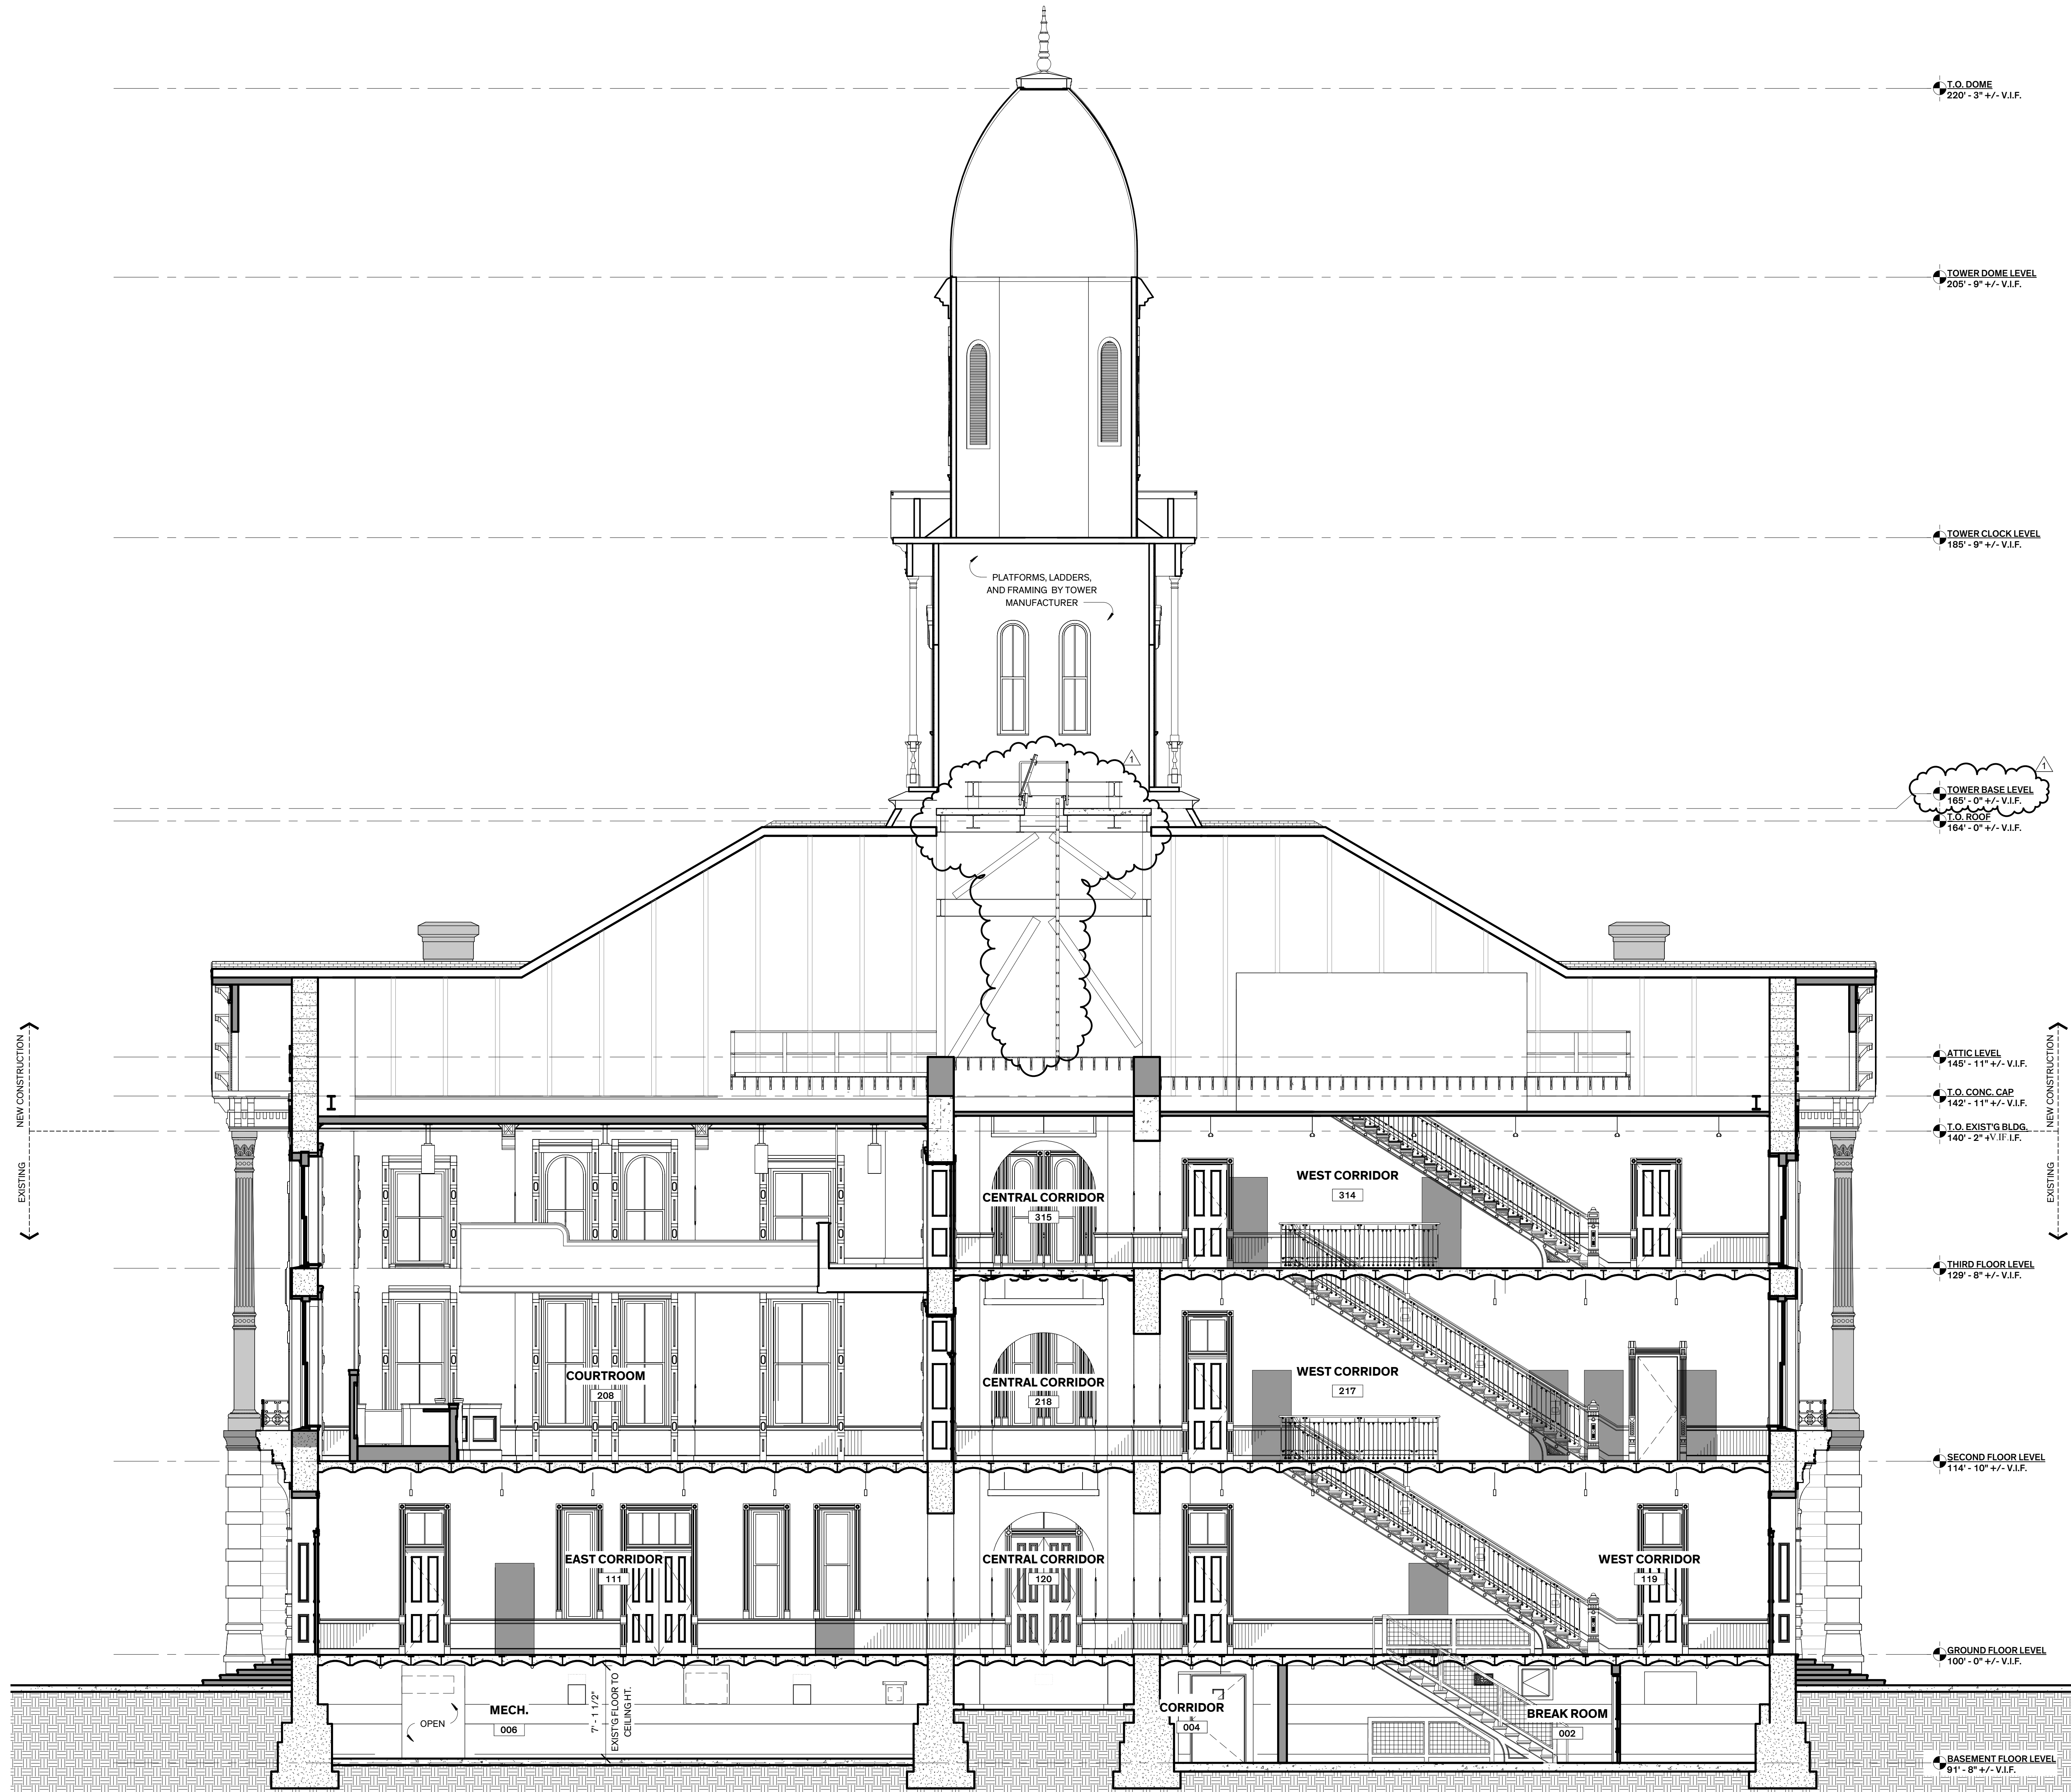 T.O. DOME
220' - 3" +/- V.I.F.
TOWER DOME LEVEL
205' - 9" +/- V.I.F.
TOWER CLOCK LEVEL
185' - 9" +/- V.I.F.
PLATFORMS, LADDERS,
AND FRAMING BY TOWER
MANUFACTURER
1
1
TOWER BASE LEVEL
165' - 0" +/- V.I.F.
T.O. ROOF
164' - 0" +/- V.I.F.
NEW CONSTRUCTION
EXISTING
NEW CONSTRUCTION
EXISTING
ATTIC LEVEL
145' - 11" +/- V.I.F.
T.O. CONC. CAP
142' - 11" +/- V.I.F.
T.O. EXIST'G BLDG.
140' - 2"
WEST CORRIDOR
314
CENTRAL CORRIDOR
315
THIRD FLOOR LEVEL
129' - 8" +/- V.I.F.
COURTROOM
208
CENTRAL CORRIDOR
218
WEST CORRIDOR
217
SECOND FLOOR LEVEL
114' - 10" +/- V.I.F.
EAST CORRIDOR
111
CENTRAL CORRIDOR
120
WEST CORRIDOR
119
GROUND FLOOR LEVEL
100' - 0" +/- V.I.F.
OPEN
MECH.
006
7' - 1 1/2"
EXIST'G FLOOR TO
CEILING HT.
CORRIDOR
004
BREAK ROOM
002
BASEMENT FLOOR LEVEL
91' - 8" +/- V.I.F.